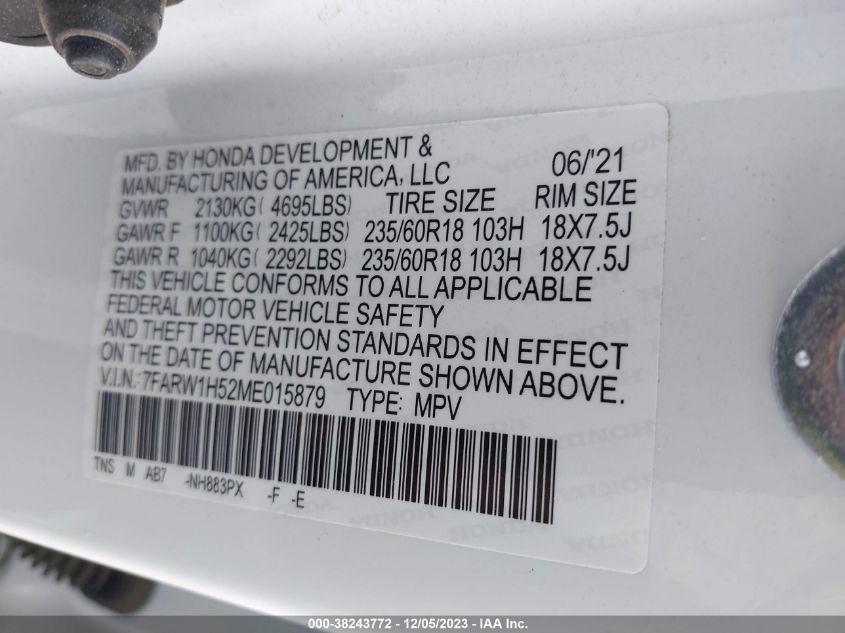 MFD. BY HONDA DEVELOPMENT &
MANUFACTURING OF AMERICA, LLC 06/'21
GVWR 2130KG( 4695LBS) TIRE SIZE RIM SIZE
GAWR F 1100KG( 2425LBS) 235/60R18 103H 18X7.5J
GAWR R 1040KG( 2292LBS) 235/60R18 103H 18X7.5J
THIS VEHICLE CONFORMS TO ALL APPLICABLE
FEDERAL MOTOR VEHICLE SAFETY
AND THEFT PREVENTION STANDARDS IN EFFECT
ON THE DATE OF MANUFACTURE SHOWN ABOVE.
V.I.N.:7FARW1H52ME015879 TYPE: MPV
TNS M AB7 -NH883PX -F -E
HONDA HONDA HONDA
000-38243772 - 12/05/2023 - IAA Inc.